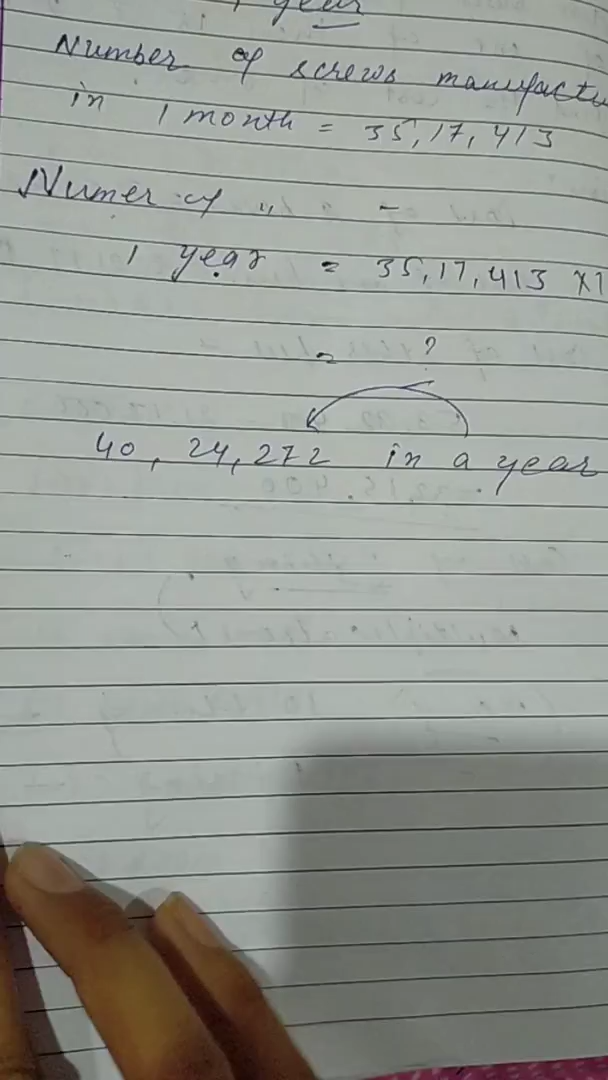 year
Number of screws manufactu
in 1 month = 35,17,413
Numer of " -
1 year = 35,17,413 ×1
= ?
40, 24,272 in a year